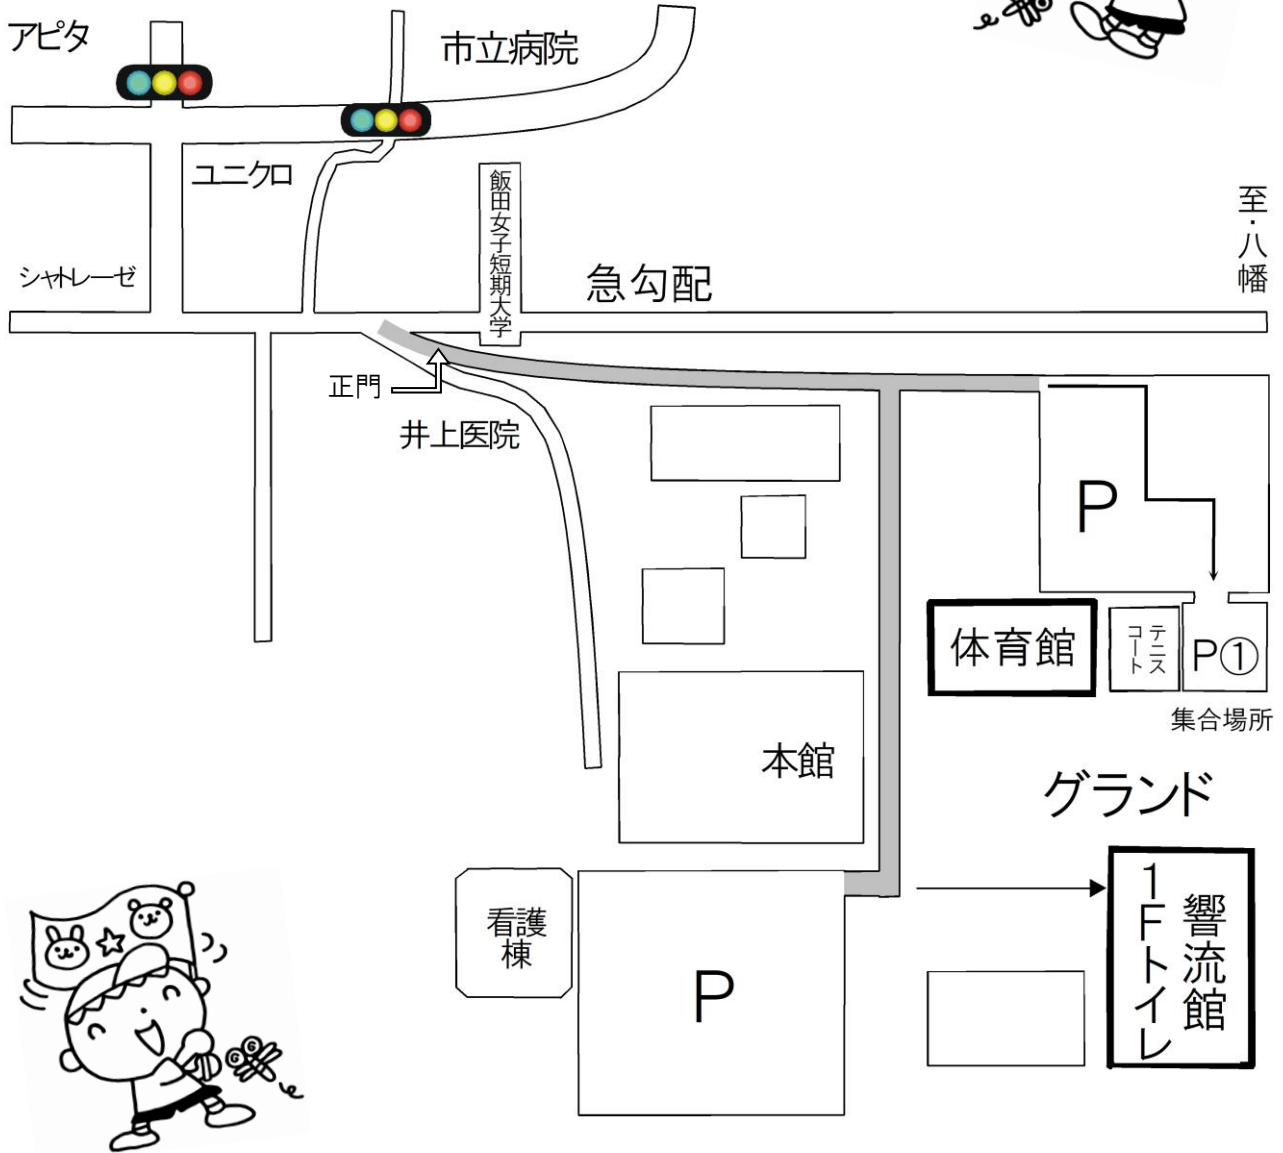 アピタ
市立病院
ユニクロ
飯田女子短期大学
至・八幡
シャトレーゼ
急勾配
正門
井上医院
P
体育館
テニス
コート
P①
集合場所
本館
グランド
看護
棟
P
響流館
1Fトイレ